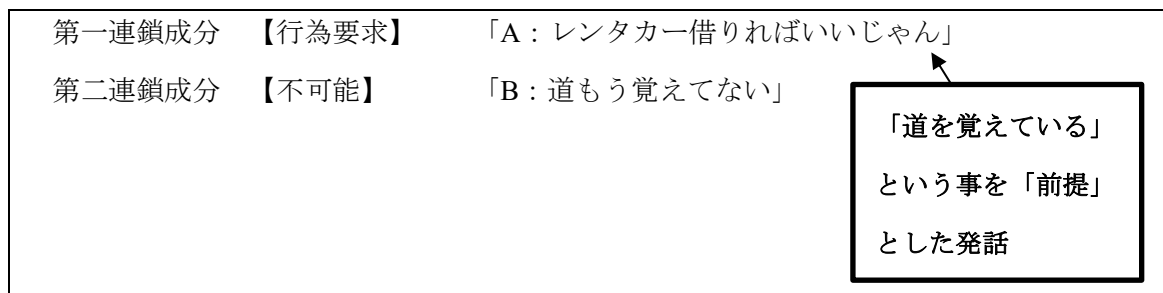 第一連鎖成分 【行為要求】 「A：レンタカー借りればいいじゃん」
第二連鎖成分 【不可能】 「B：道もう覚えてない」
「道を覚えている」
という事を「前提」
とした発話